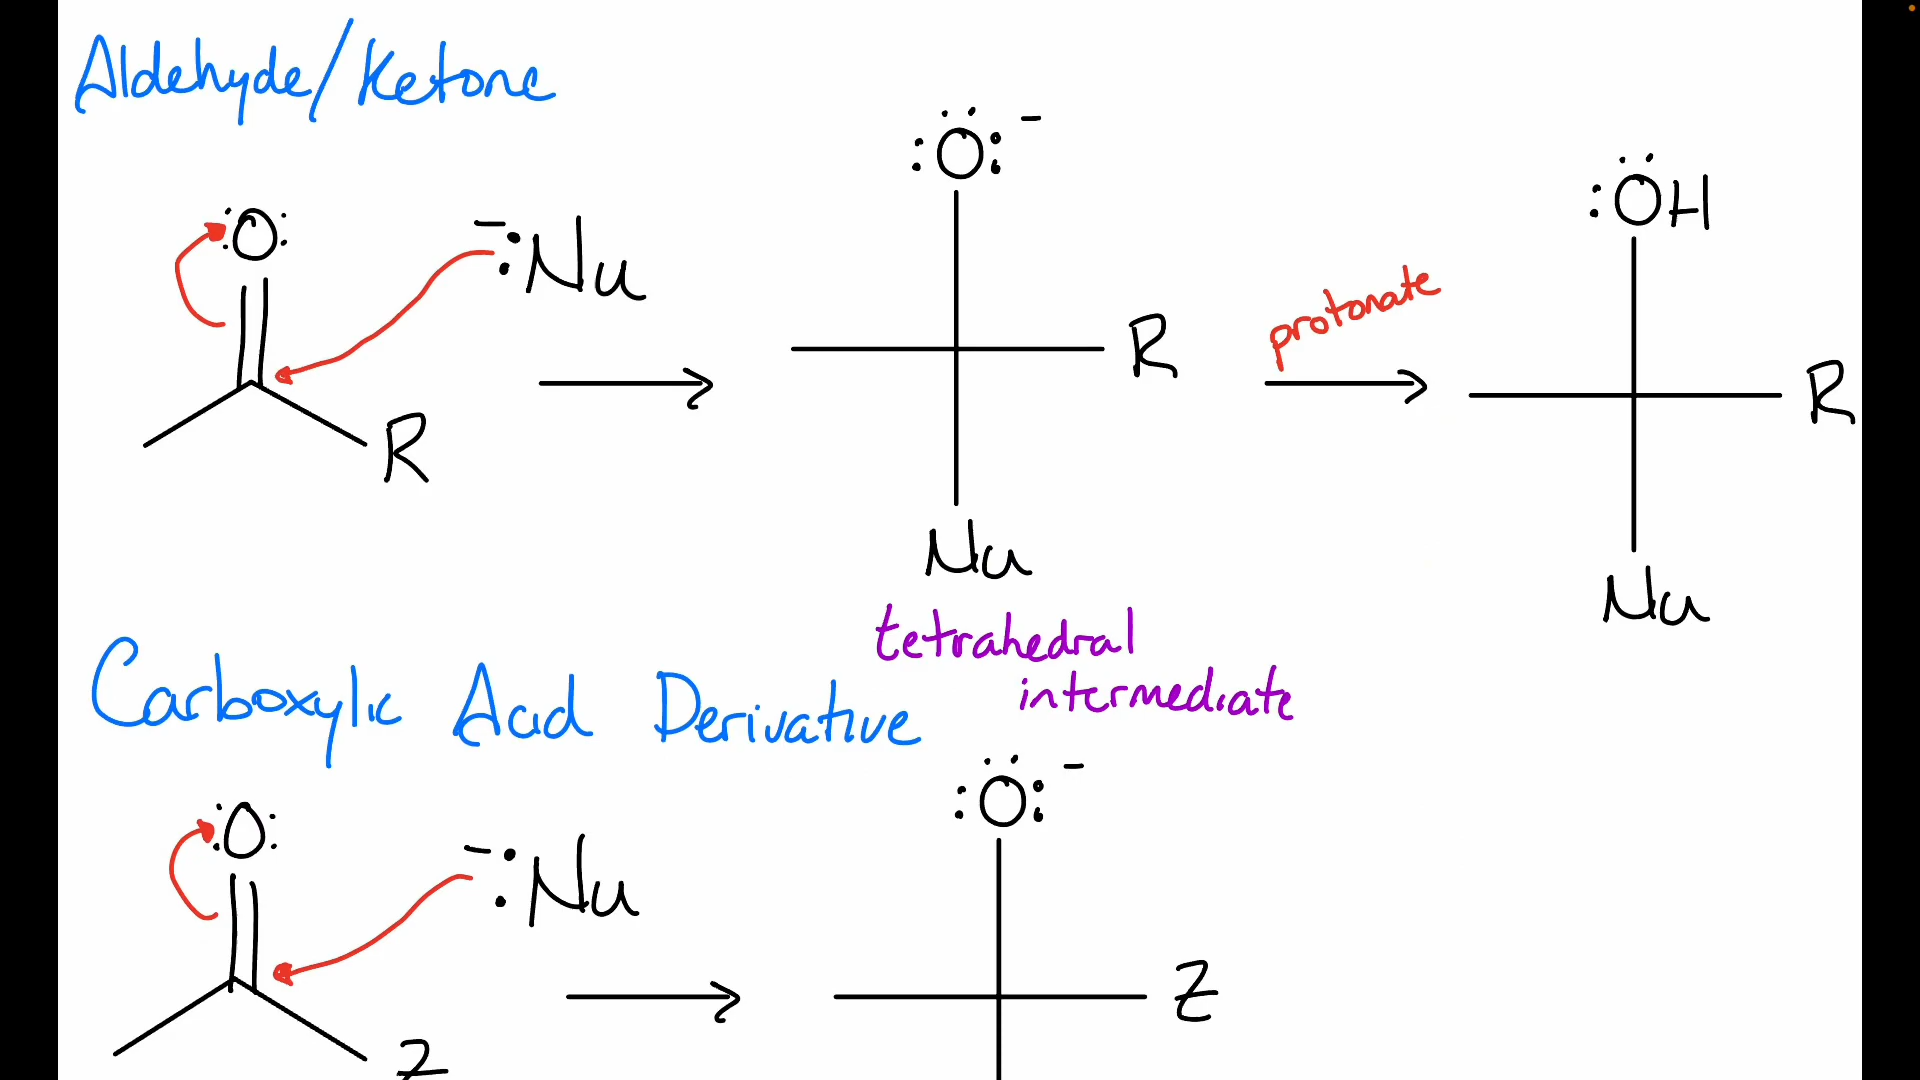 Aldehyde/Ketone
:O: -:Nu
R
:O: -
R
Nu
protonate
:OH
R
Nu
tetrahedral
intermediate
Carboxylic Acid Derivative
:O: -:Nu
Z
:O: -
Z